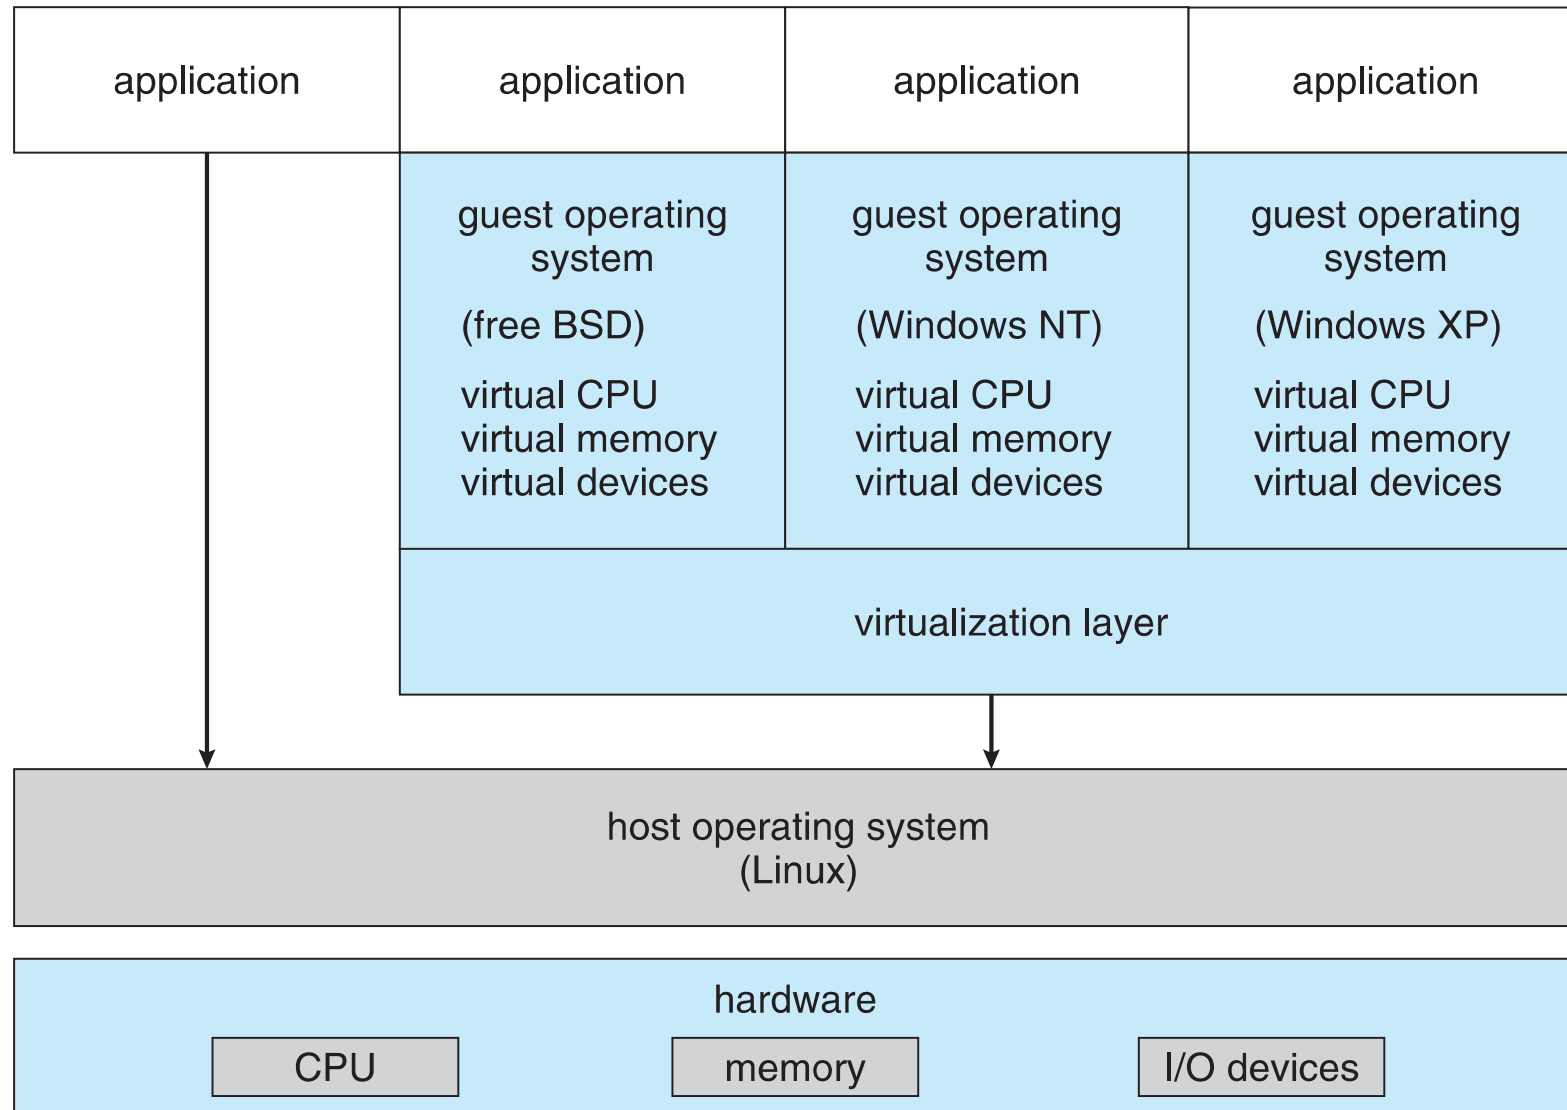 application
application
application
application
guest operating
system
(free BSD)
virtual CPU
virtual memory
virtual devices
guest operating
system
(Windows NT)
virtual CPU
virtual memory
virtual devices
guest operating
system
(Windows XP)
virtual CPU
virtual memory
virtual devices
virtualization layer
host operating system
(Linux)
hardware
CPU
memory
I/O devices